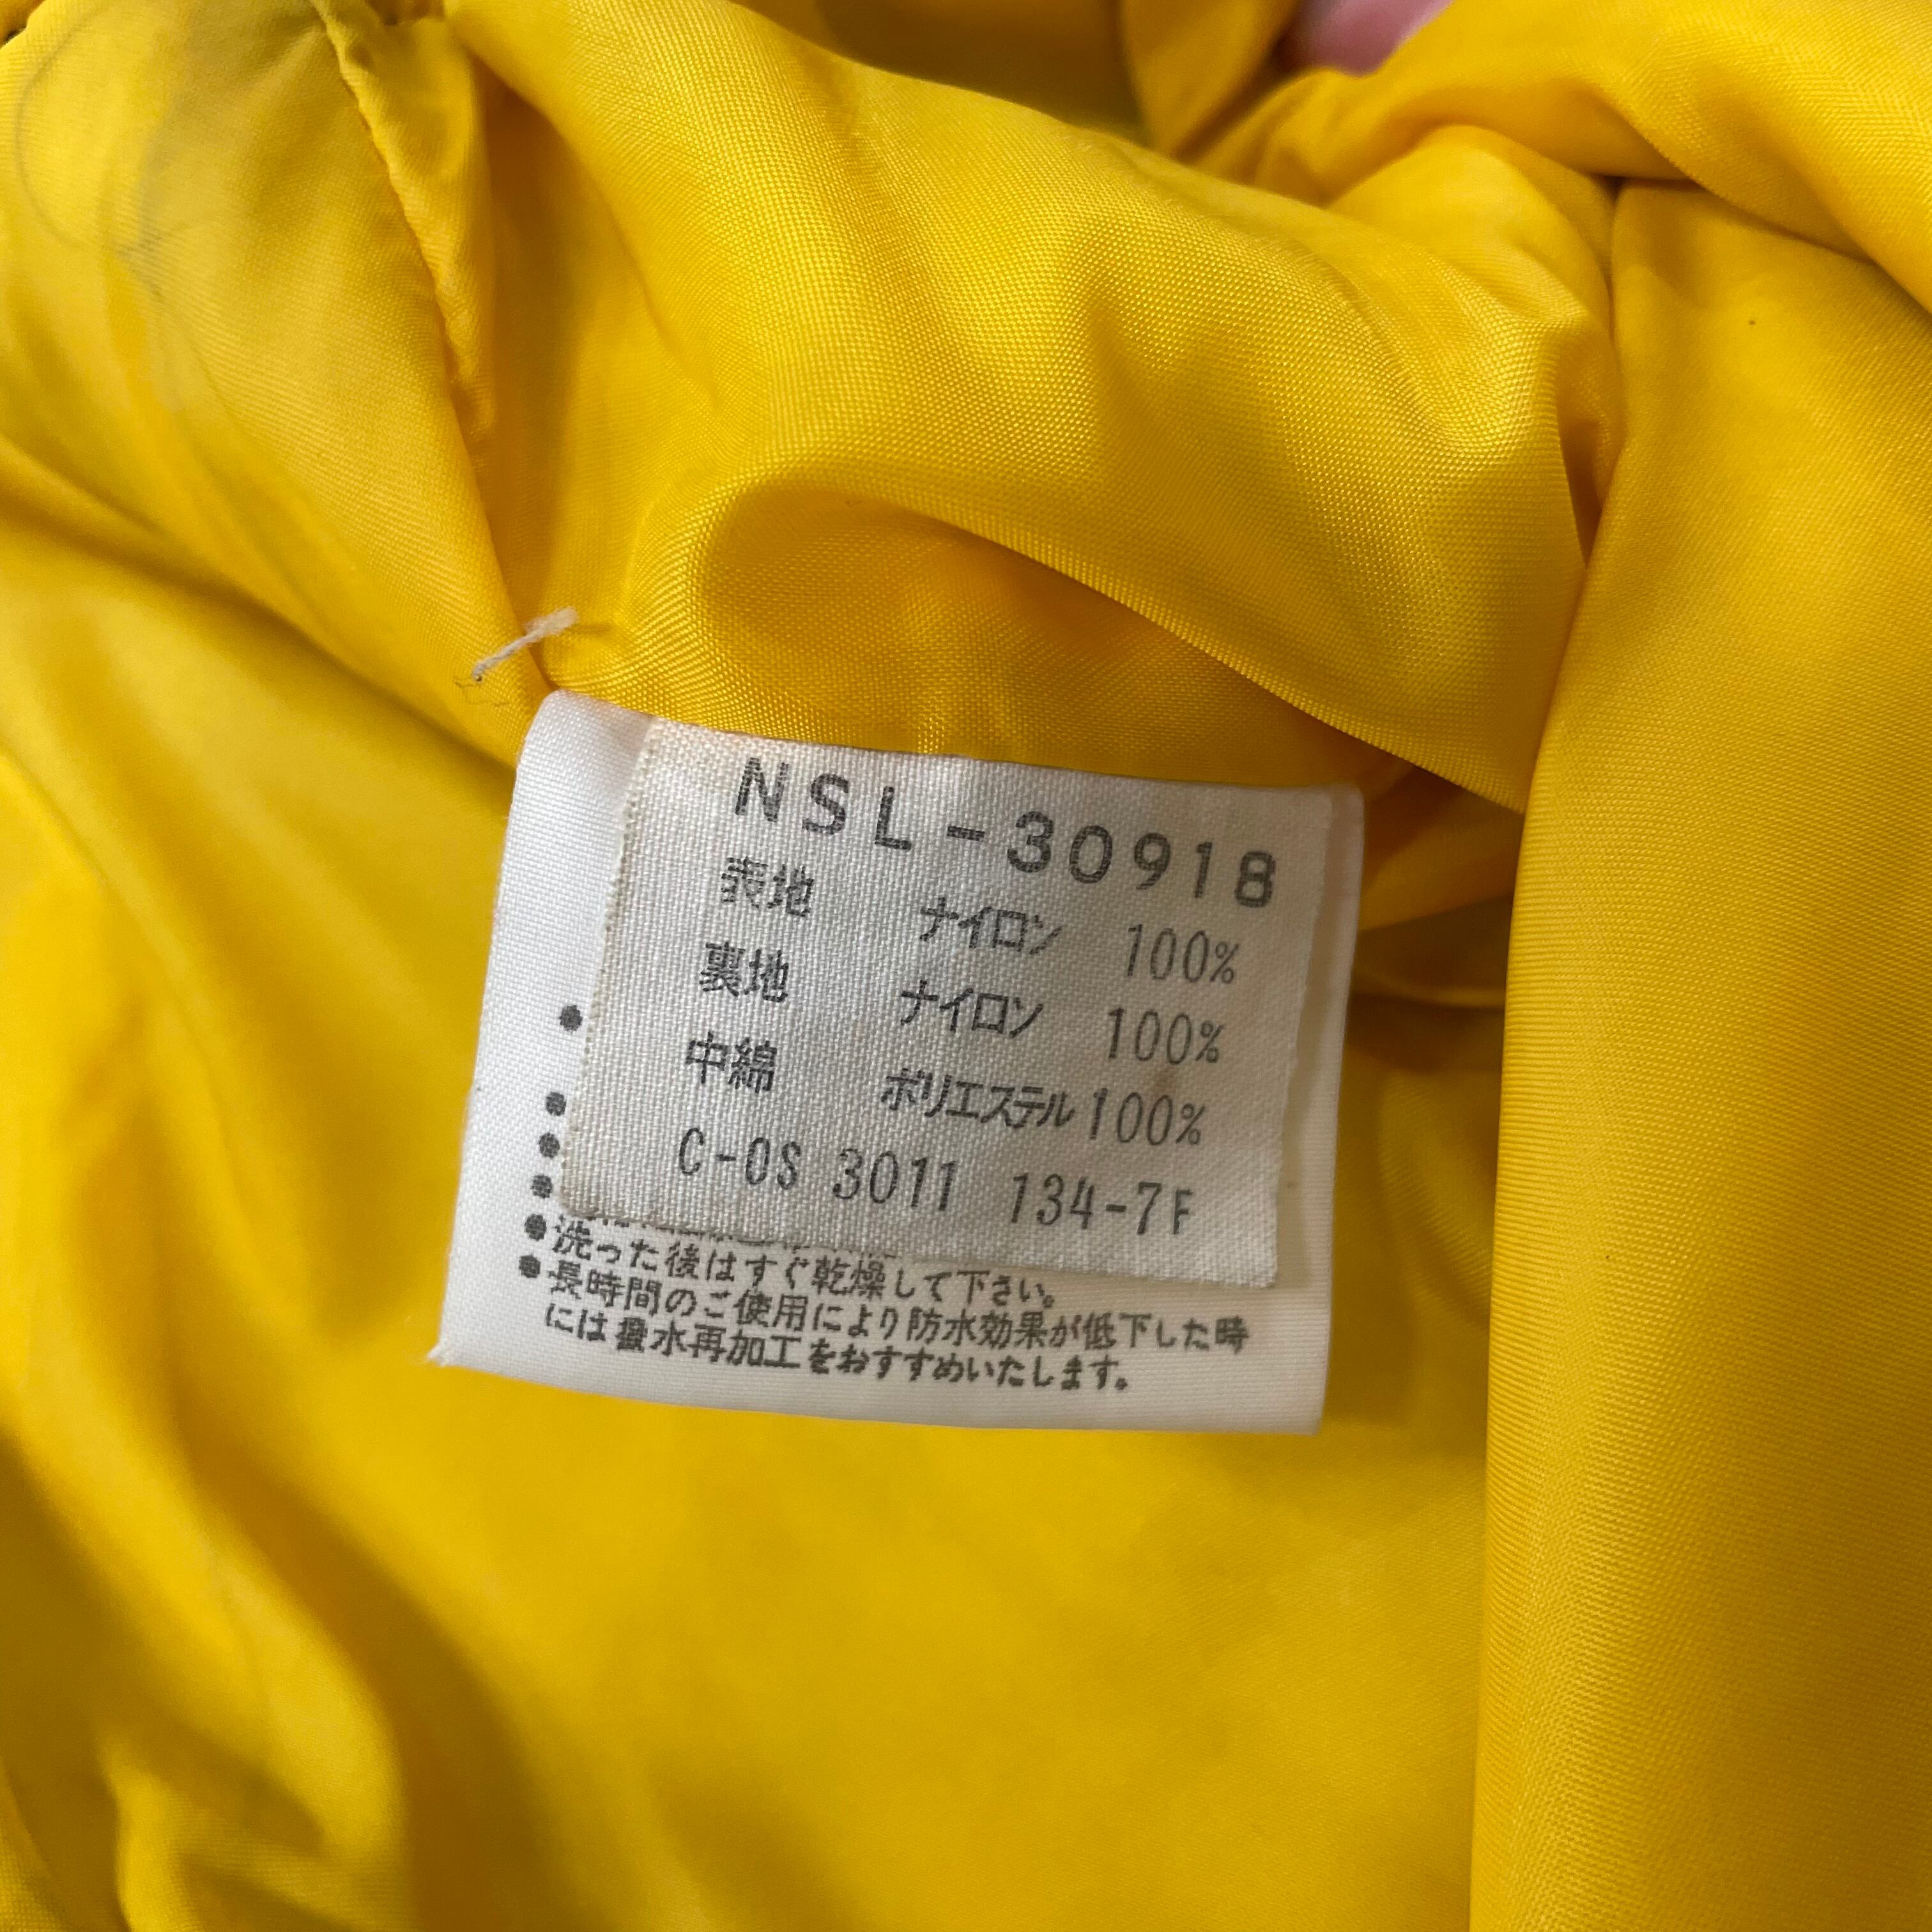 NSL-30918
表地 ナイロン 100%
裏地 ナイロン 100%
中綿 ポリエステル 100%
C-OS 3011 134-7F
●洗った後はすぐ乾燥して下さい。
●長時間のご使用により防水効果が低下した時
には撥水再加工をおすすめいたします。